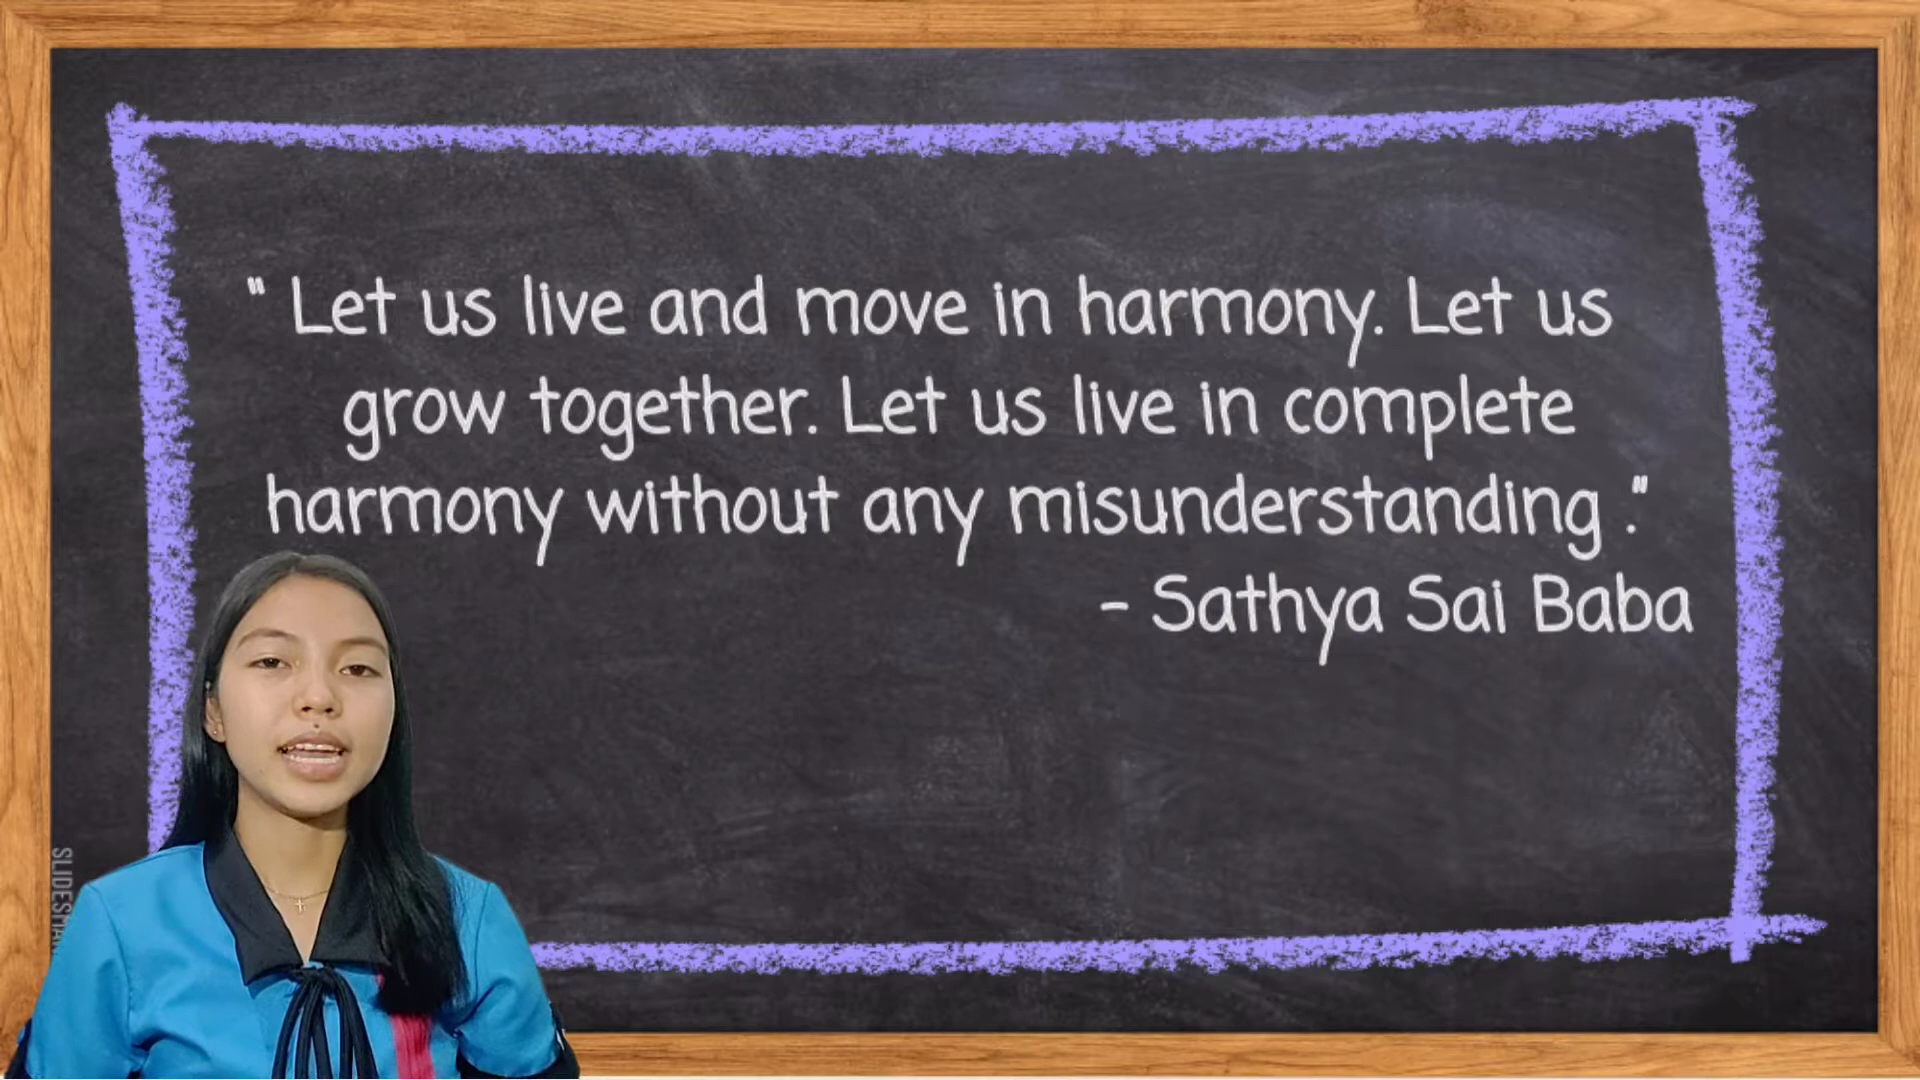 " Let us live and move in harmony. Let us
grow together. Let us live in complete
harmony without any misunderstanding ."
- Sathya Sai Baba